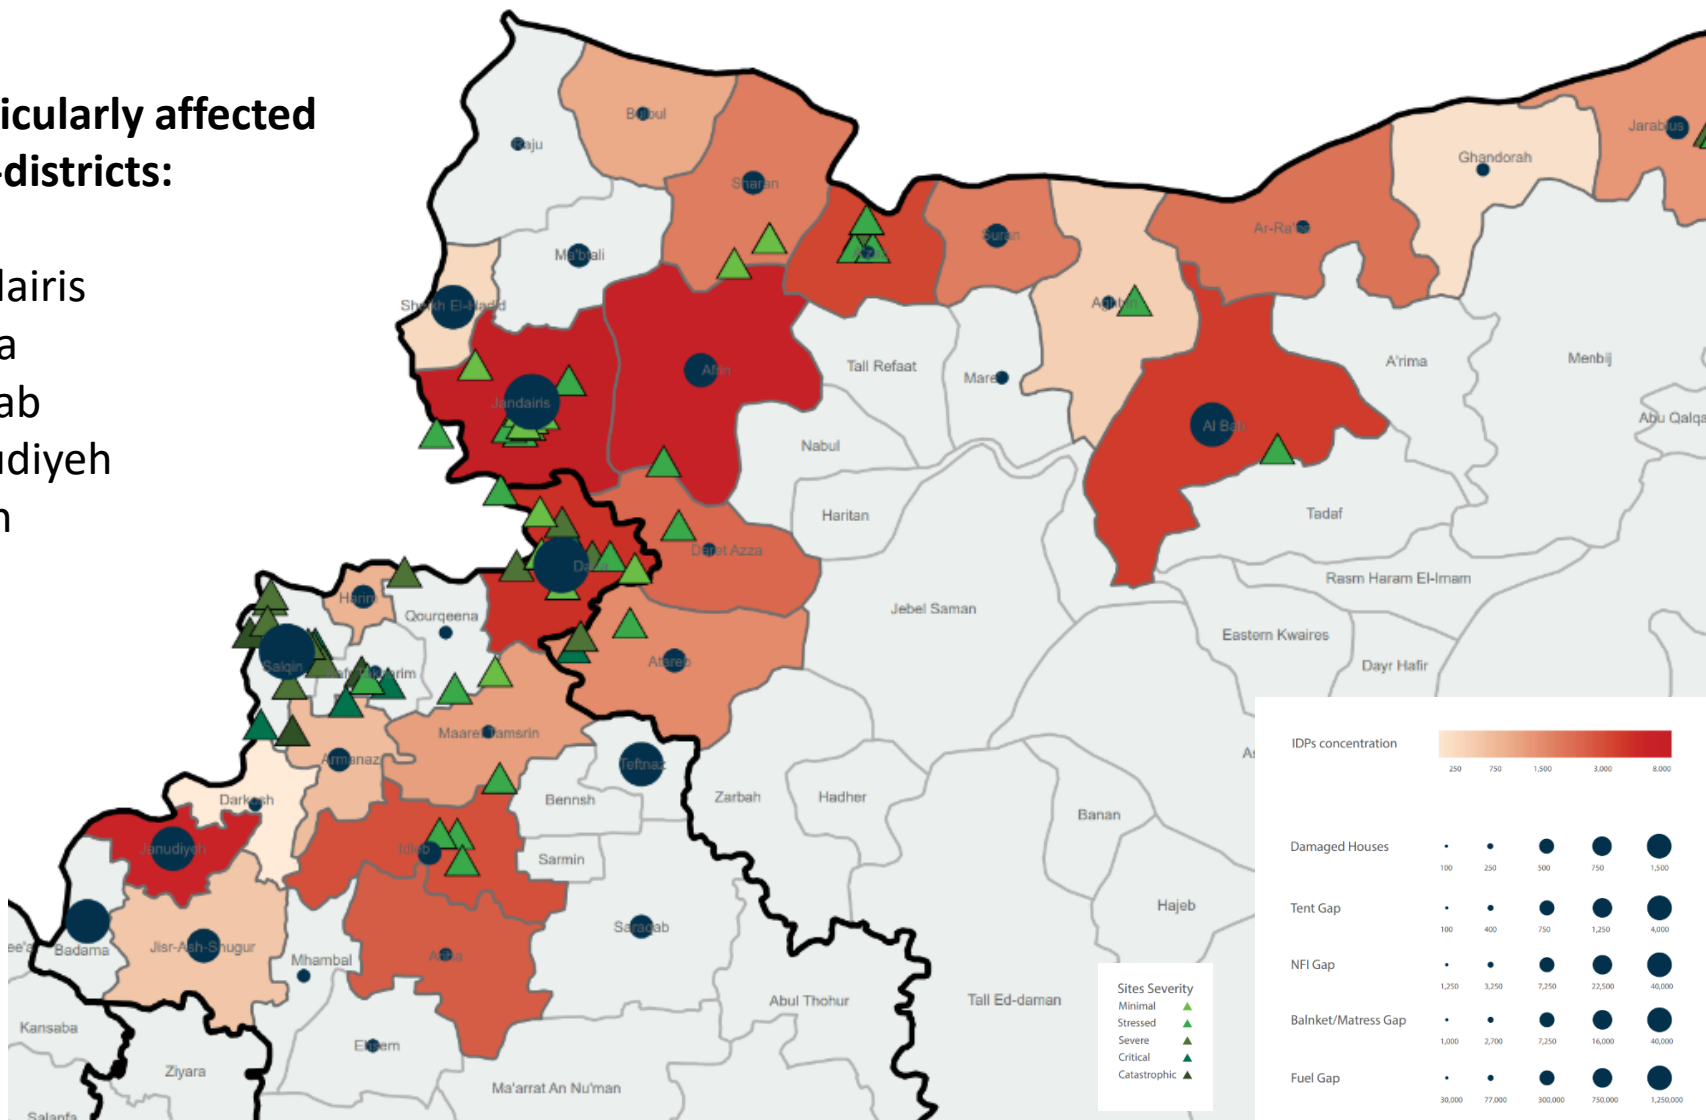 icularly affected
-districts:
lairis
a
ab
idiyeh
n
Raju
Bulbul
Sharan
Ma'btali
Sheikh El-Hadid
Suran
Ar-Ra'ee
Ghandorah
Jarablus
Aghtrin
A'rima
Menbij
Tall Refaat
Mare
Afrin
Jandairis
Abu Qalqa
Al Bab
Nabul
Haritan
Tadaf
Daret Azza
Dana
Rasm Haram El-Imam
Harim
Qourqeena
Jebel Saman
Eastern Kwaires
Dayr Hafir
Salqin
Atareb
Maaret Tamsrin
Armanaz
Teftnaz
Bennsh
Zarbah
Hadher
Banan
Darkosh
Janudiyeh
Idleb
Sarmin
Hajeb
Saraqab
Badama
Jisr-Ash-Shugur
Mhambal
Ariha
Abul Thohur
Tall Ed-daman
Kansaba
Ehsem
Ziyara
Ma'arrat An Nu'man
Salanfa
IDPs concentration
250 750 1,500 3,000 8,000
Damaged Houses
100 250 500 750 1,500
Tent Gap
100 400 750 1,250 4,000
NFI Gap
1,250 3,250 7,250 22,500 40,000
Balnket/Matress Gap
1,000 2,700 7,250 16,000 40,000
Fuel Gap
30,000 77,000 300,000 750,000 1,250,000
Sites Severity
Minimal
Stressed
Severe
Critical
Catastrophic